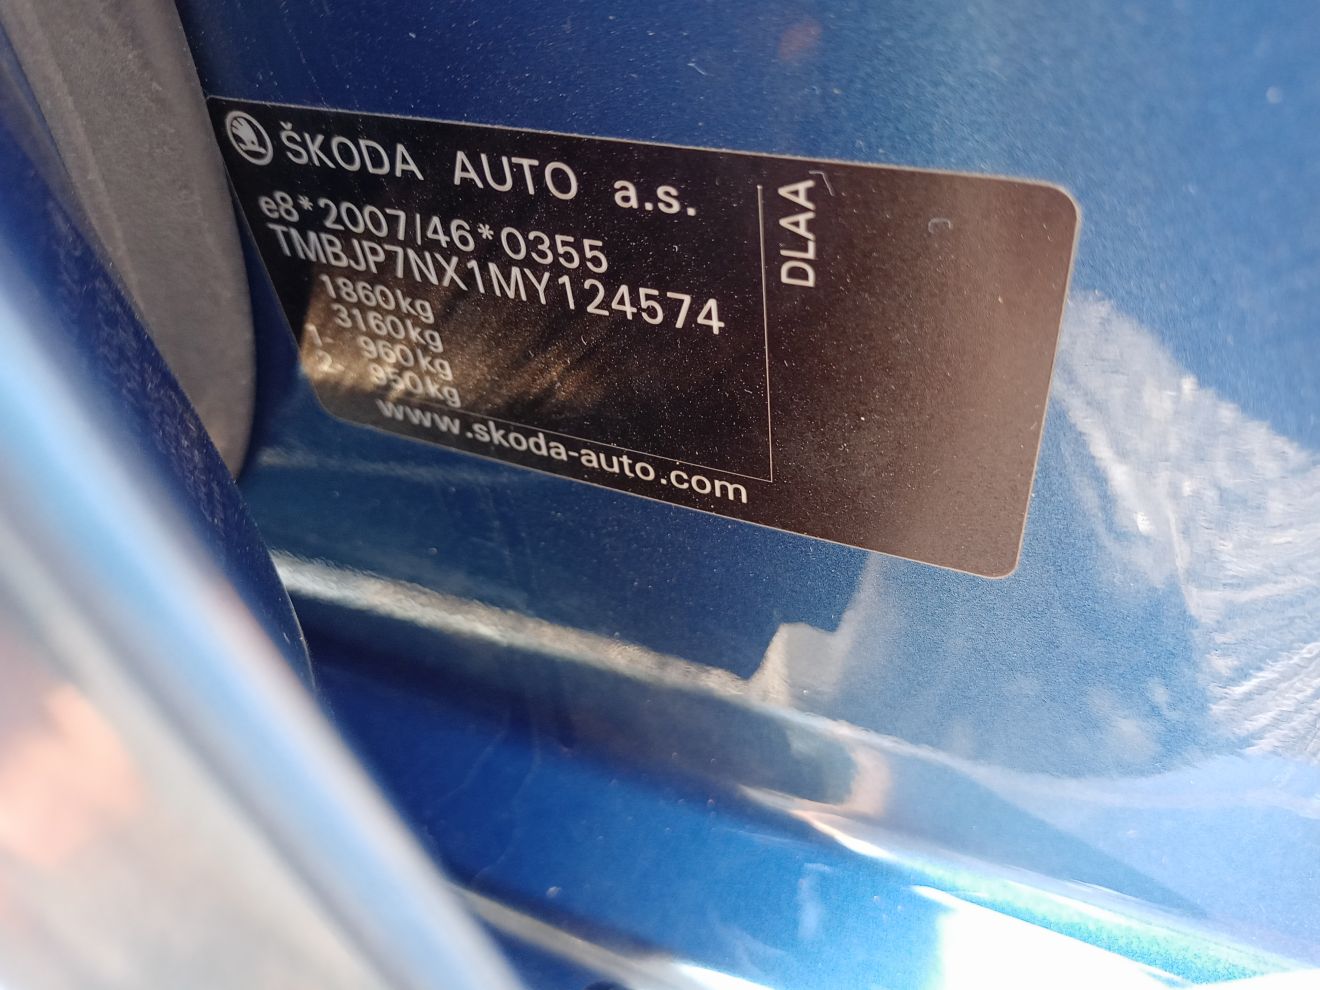 ŠKODA AUTO a.s.
e8*2007/46*0355
TMBJP7NX1MY124574
1860kg
3160kg
1- 960kg
2- 950kg
www.skoda-auto.com
DLAA